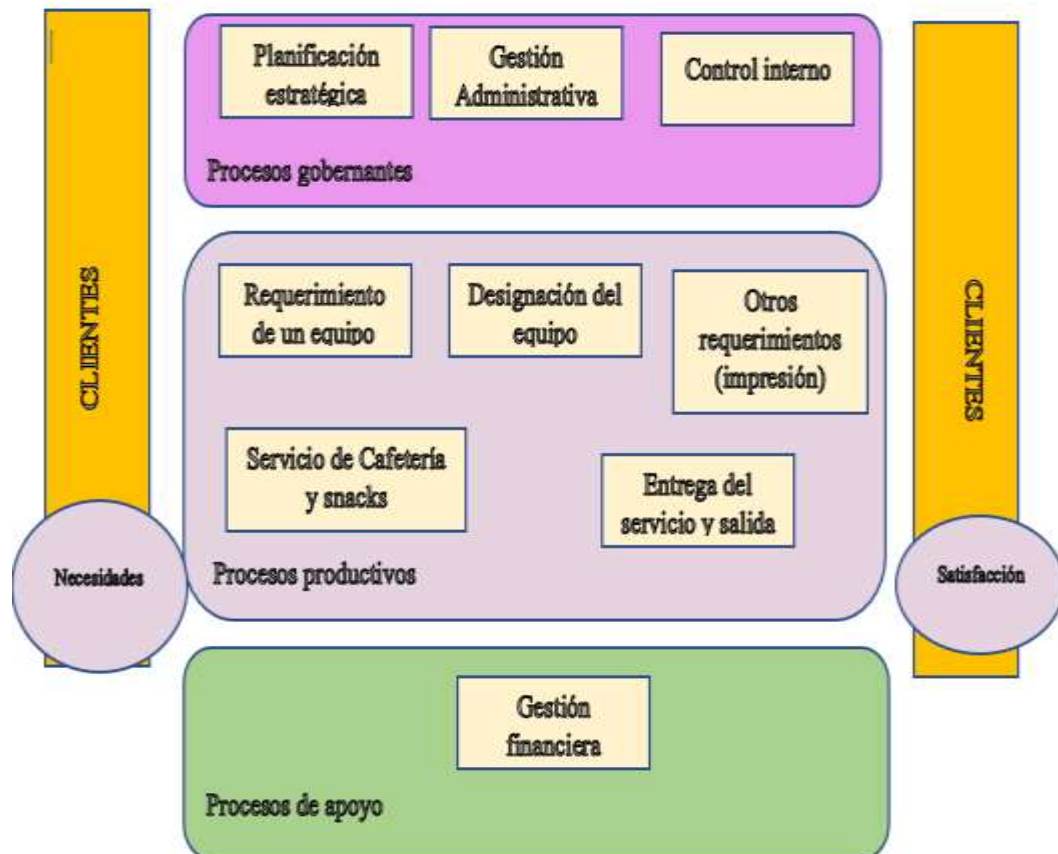 CLIENTES
Planificación
estratégica
Gestión
Administrativa
Control interno
Procesos gobernantes
Requerimiento
de un equipo
Designación del
equipo
Otros
requerimientos
(impresión)
Servicio de Cafetería
y snacks
Entrega del
servicio y salida
Procesos productivos
Necesidades
Gestión
financiera
Procesos de apoyo
CLIENTES
Satisfacción